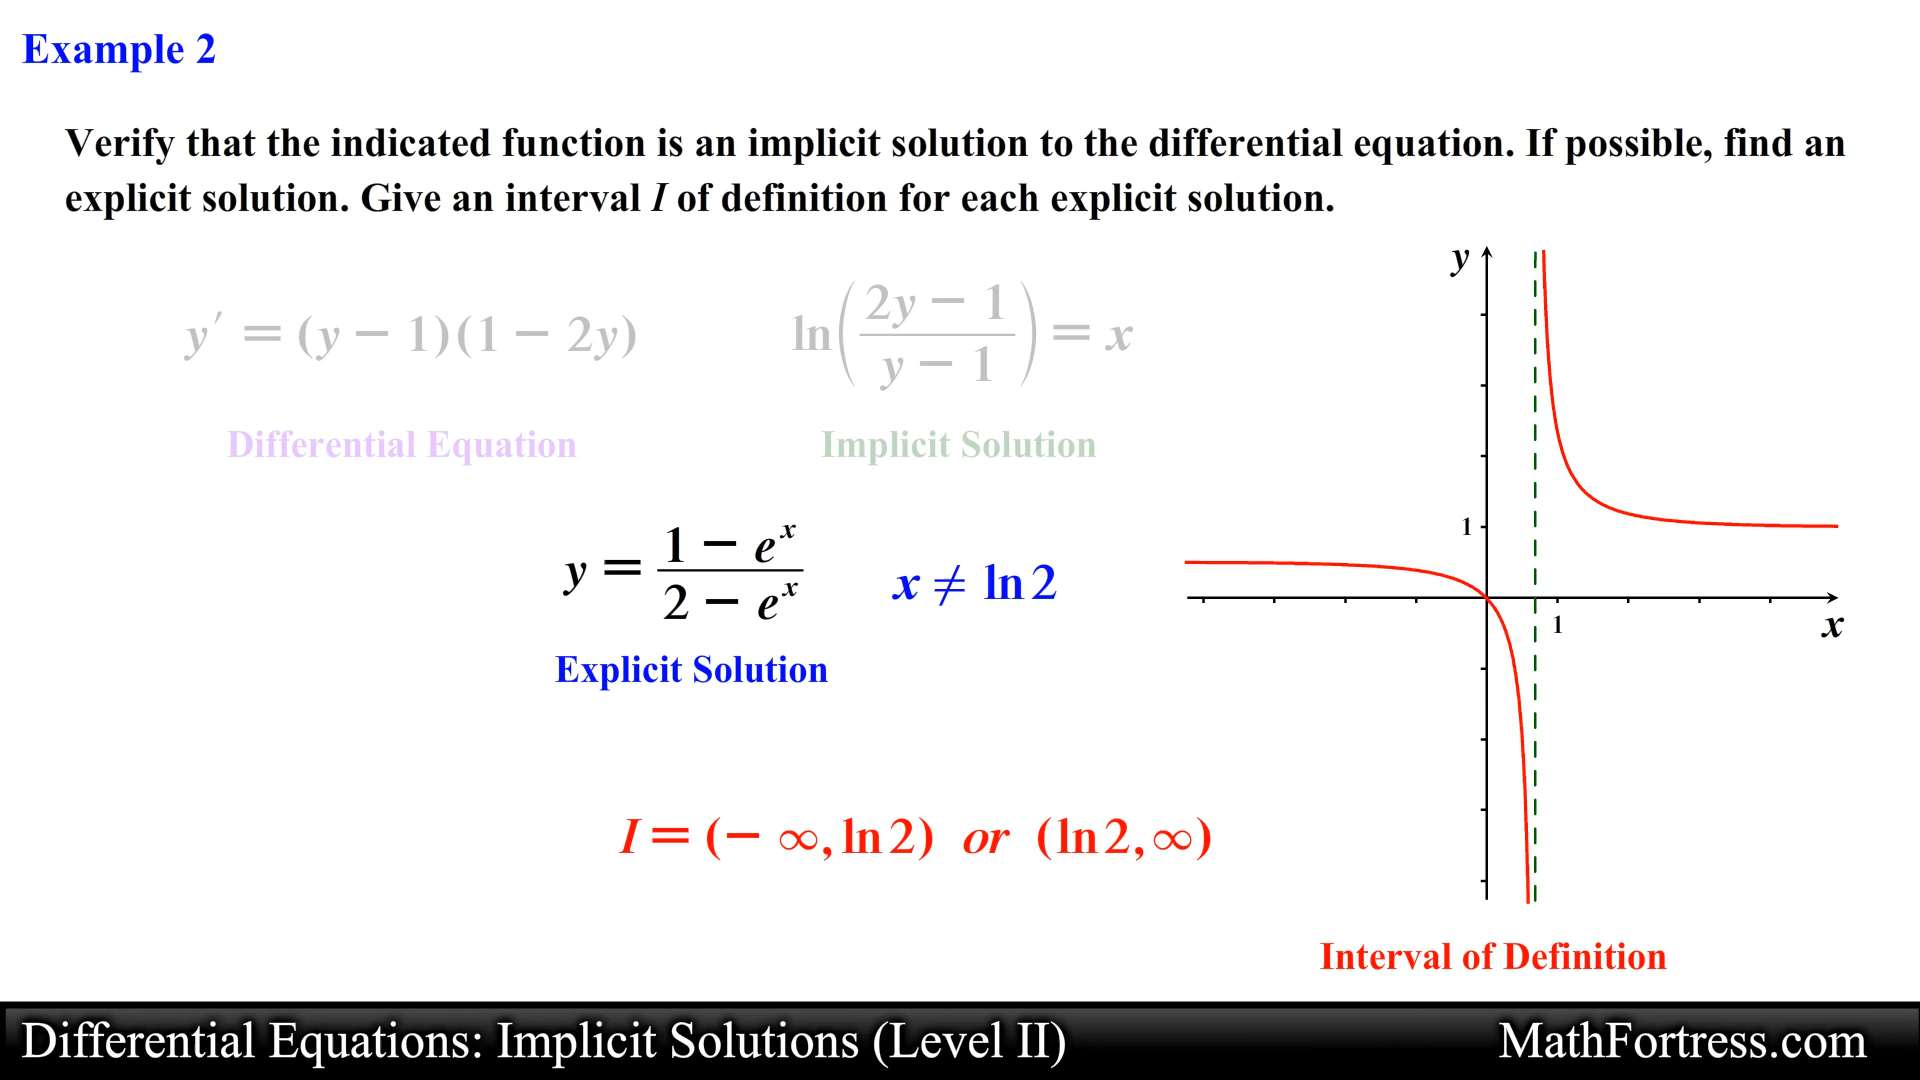 Example 2
Verify that the indicated function is an implicit solution to the differential equation. If possible, find an
explicit solution. Give an interval I of definition for each explicit solution.
y′ = (y − 1)(1 − 2y)
ln((2y − 1)/(y − 1)) = x
Differential Equation
Implicit Solution
y = (1 − e^x)/(2 − e^x)
x ≠ ln 2
Explicit Solution
I = (− ∞, ln 2) or (ln 2, ∞)
y
1
1
x
Interval of Definition
Differential Equations: Implicit Solutions (Level II)
MathFortress.com